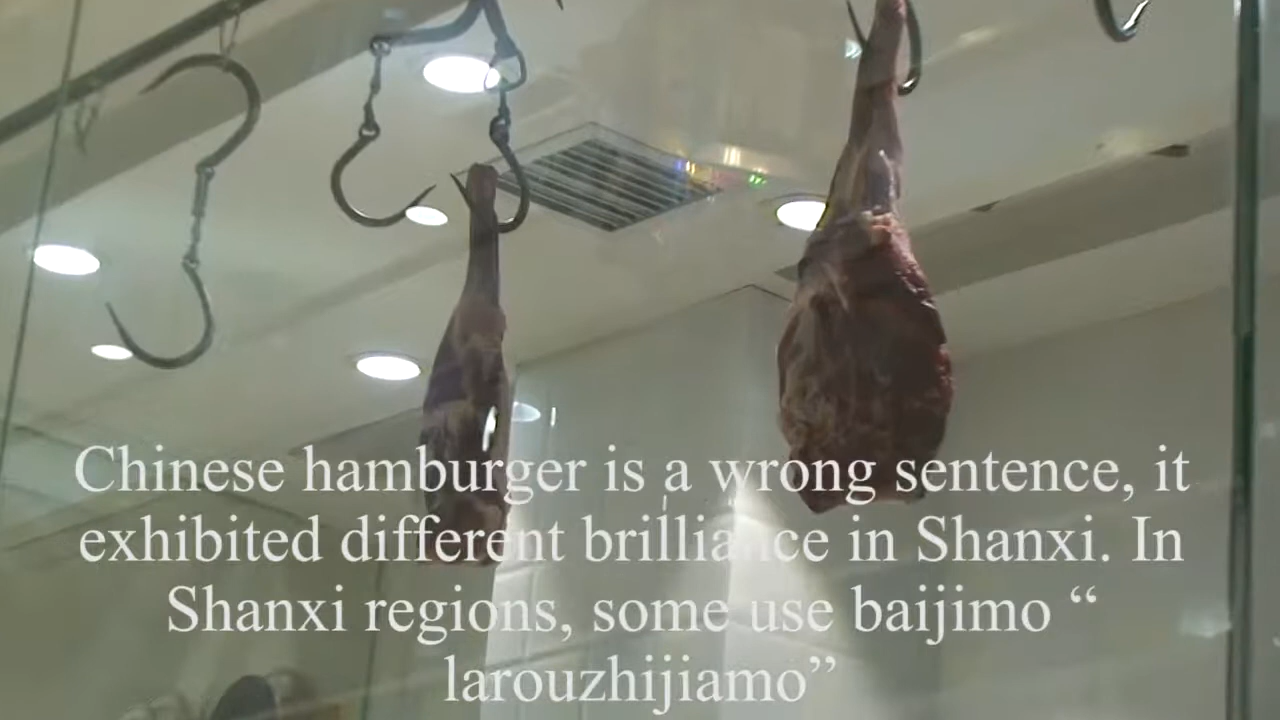 Chinese hamburger is a wrong sentence, it
exhibited different brilliance in Shanxi. In
Shanxi regions, some use baijimo “
larouzhijiamo”